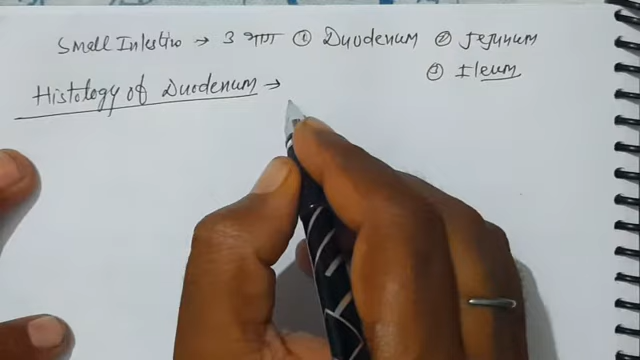 Small Intestine → 3 भाग ① Duodenum ② Jejunum
③ Ileum
Histology of Duodenum →